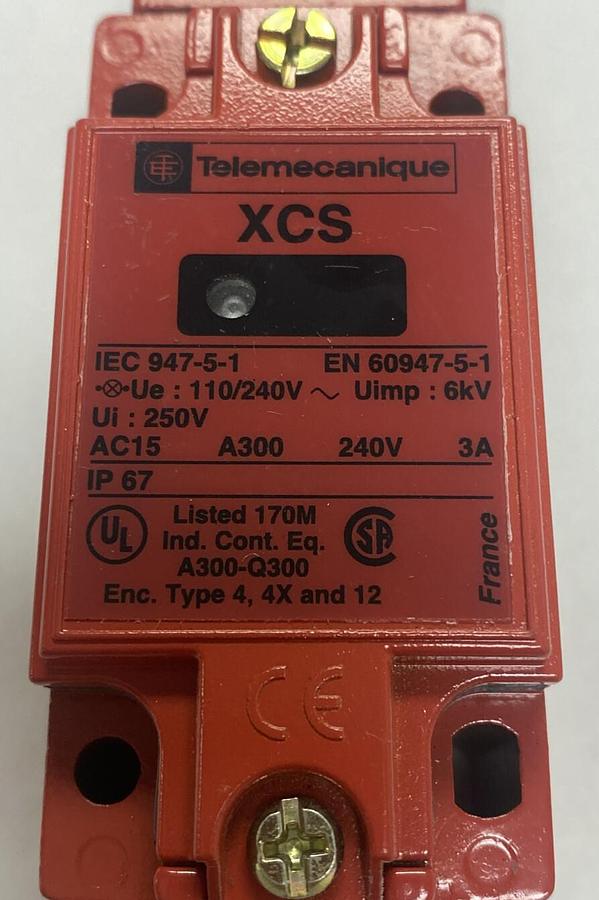 Telemecanique
XCS
IEC 947-5-1 EN 60947-5-1
Ue : 110/240V ~ Uimp : 6kV
Ui : 250V
AC15 A300 240V 3A
IP 67
UL Listed 170M SA
Ind. Cont. Eq.
A300-Q300
Enc. Type 4, 4X and 12
France
CE